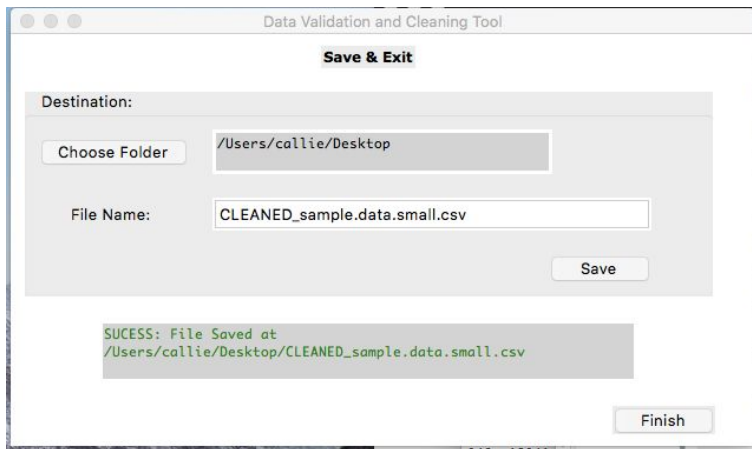 Data Validation and Cleaning Tool
Save & Exit
Destination:
Choose Folder
/Users/callie/Desktop
File Name:
CLEANED_sample.data.small.csv
Save
SUCESS: File Saved at
/Users/callie/Desktop/CLEANED_sample.data.small.csv
Finish